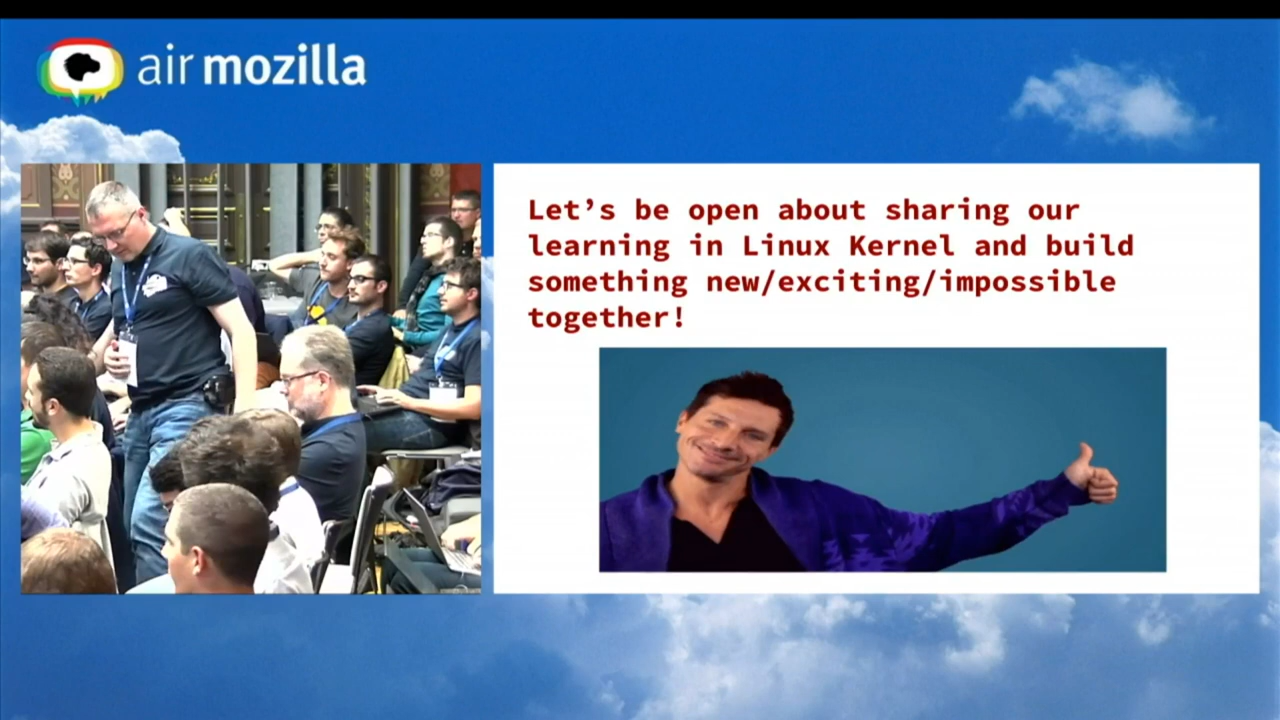 air mozilla
Let’s be open about sharing our
learning in Linux Kernel and build
something new/exciting/impossible
together!